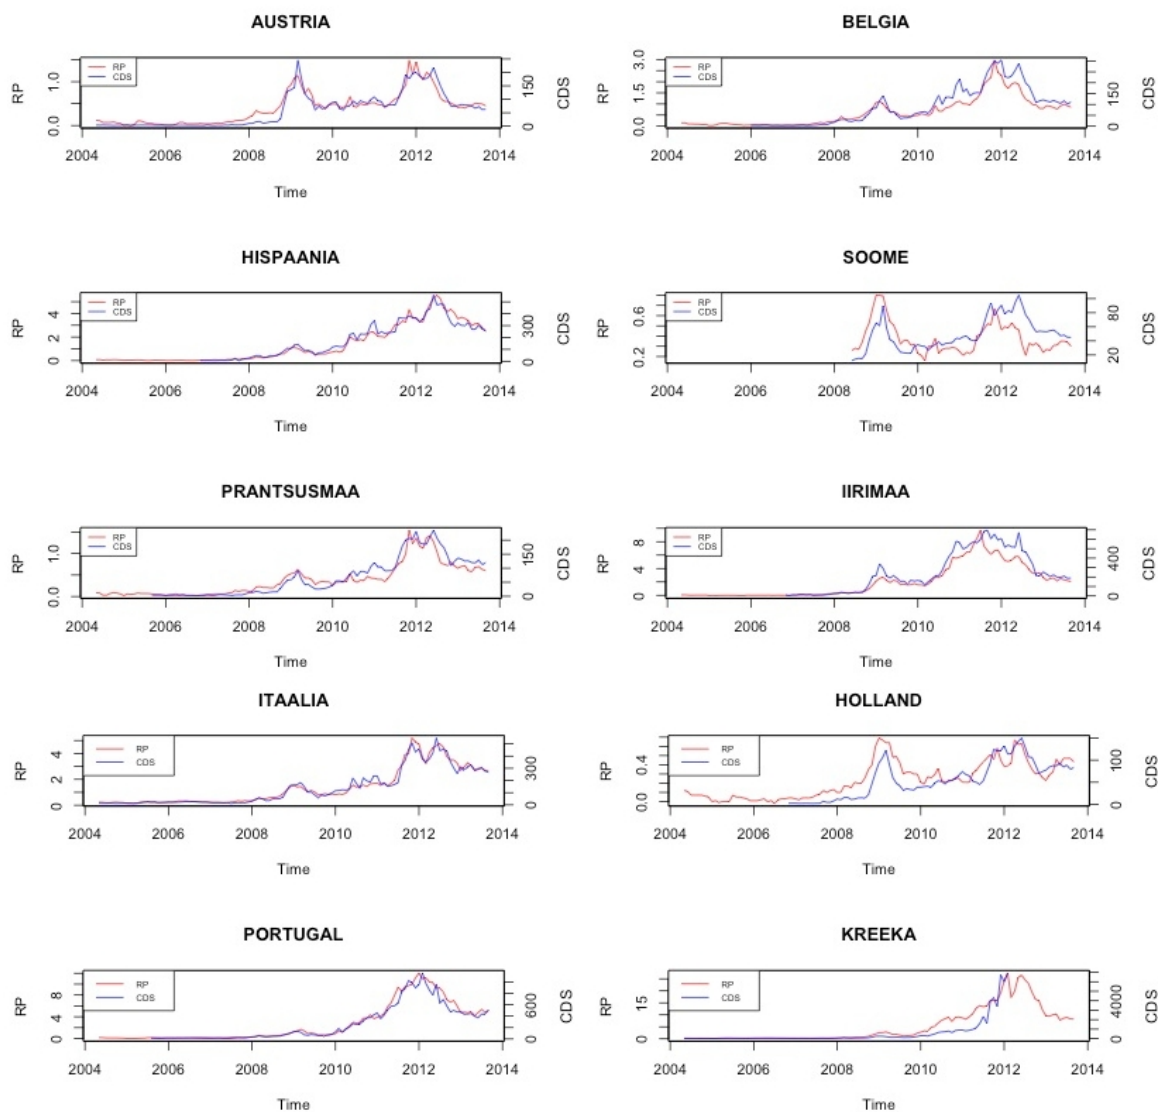 AUSTRIA
RP
CDS
RP
0.0 1.0
CDS
0 150
2004 2006 2008 2010 2012 2014
Time
BELGIA
RP
CDS
RP
0.0 1.5 3.0
CDS
0 150
2004 2006 2008 2010 2012 2014
Time
HISPAANIA
RP
CDS
RP
0 2 4
CDS
0 300
2004 2006 2008 2010 2012 2014
Time
SOOME
RP
CDS
RP
0.2 0.6
CDS
20 80
2004 2006 2008 2010 2012 2014
Time
PRANTSUSMAA
RP
CDS
RP
0.0 1.0
CDS
0 150
2004 2006 2008 2010 2012 2014
Time
IIRIMAA
RP
CDS
RP
0 4 8
CDS
0 400
2004 2006 2008 2010 2012 2014
Time
ITAALIA
RP
CDS
RP
0 2 4
CDS
0 300
2004 2006 2008 2010 2012 2014
Time
HOLLAND
RP
CDS
RP
0.0 0.4
CDS
0 100
2004 2006 2008 2010 2012 2014
Time
PORTUGAL
RP
CDS
RP
0 4 8
CDS
0 600
2004 2006 2008 2010 2012 2014
Time
KREEKA
RP
CDS
RP
0 15
CDS
0 4000
2004 2006 2008 2010 2012 2014
Time